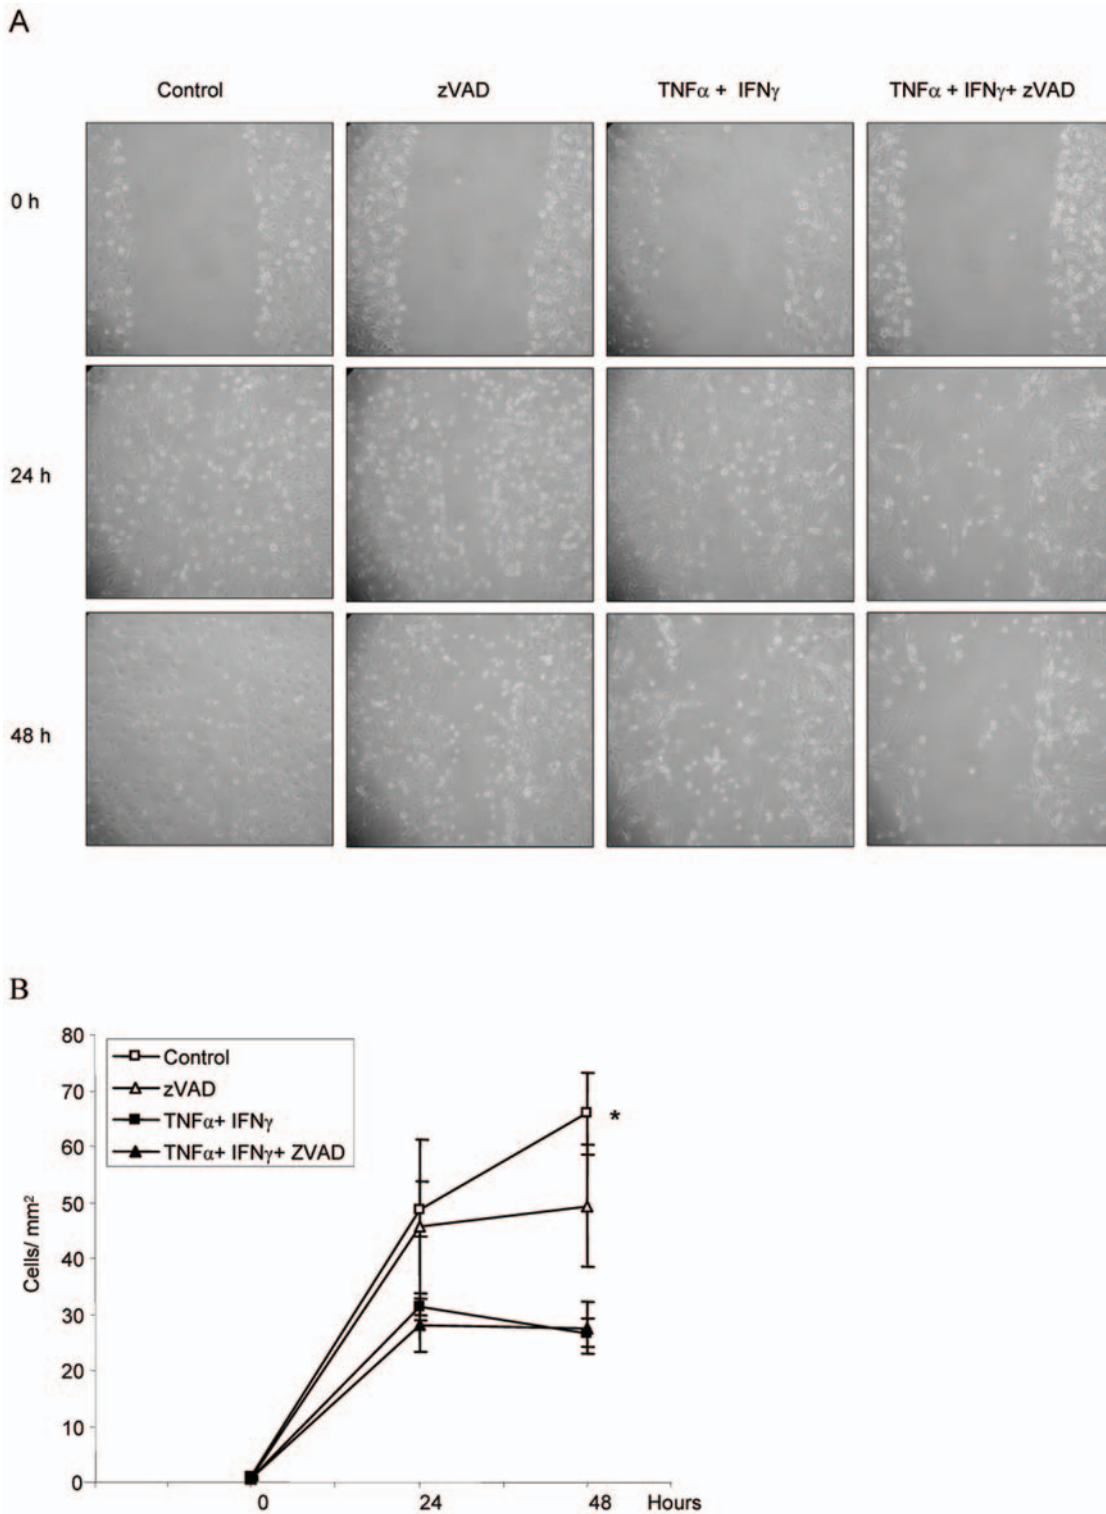 A
Control zVAD TNFα + IFNγ TNFα + IFNγ+ zVAD
0 h
24 h
48 h
B
80
70
60
50
40
30
20
10
0
Cells/ mm²
Control
zVAD
TNFα+ IFNγ
TNFα+ IFNγ+ ZVAD
*
0 24 48 Hours